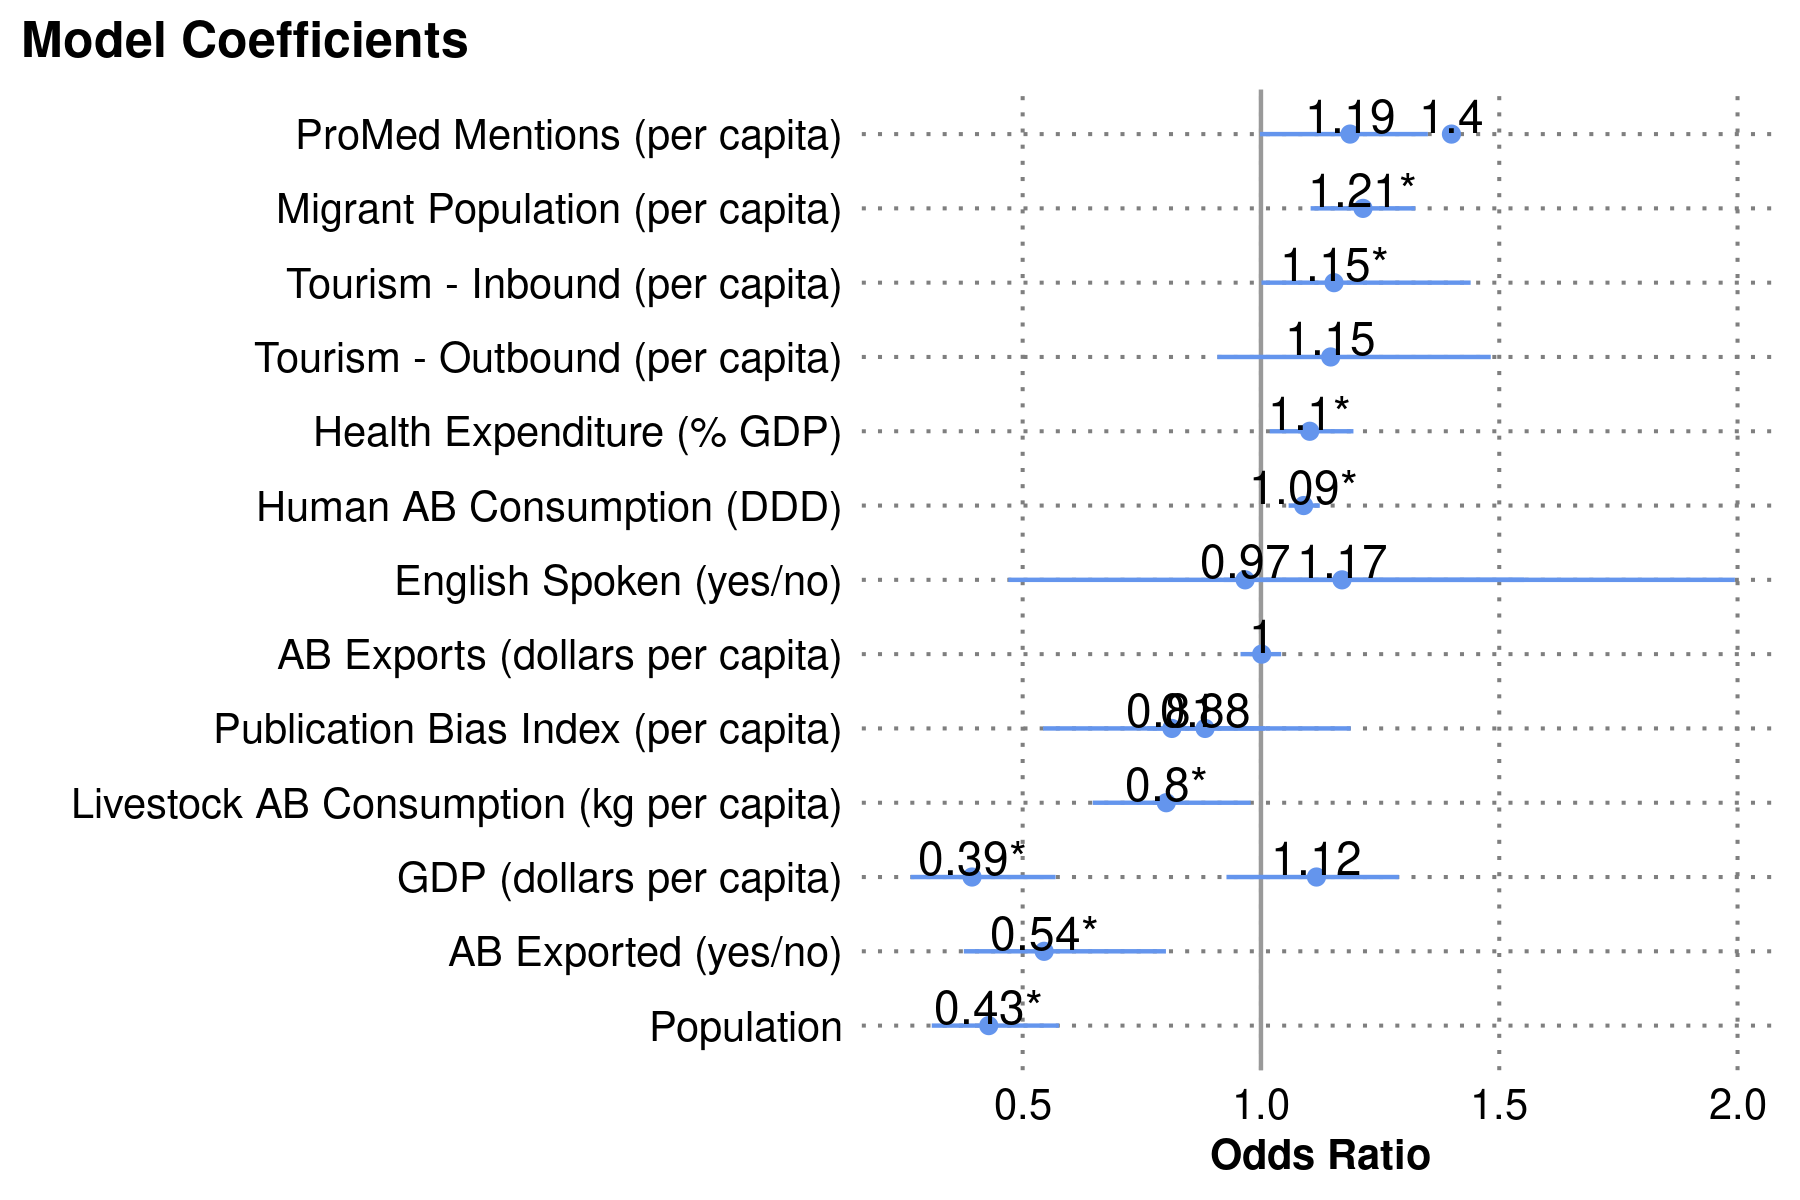 Model Coefficients
ProMed Mentions (per capita) 1.19 1.4
Migrant Population (per capita) 1.21*
Tourism - Inbound (per capita) 1.15*
Tourism - Outbound (per capita) 1.15
Health Expenditure (% GDP) 1.1*
Human AB Consumption (DDD) 1.09*
English Spoken (yes/no) 0.97 1.17
AB Exports (dollars per capita) 1
Publication Bias Index (per capita) 0.81 0.88
Livestock AB Consumption (kg per capita) 0.8*
GDP (dollars per capita) 0.39* 1.12
AB Exported (yes/no) 0.54*
Population 0.43*
0.5 1.0 1.5 2.0
Odds Ratio